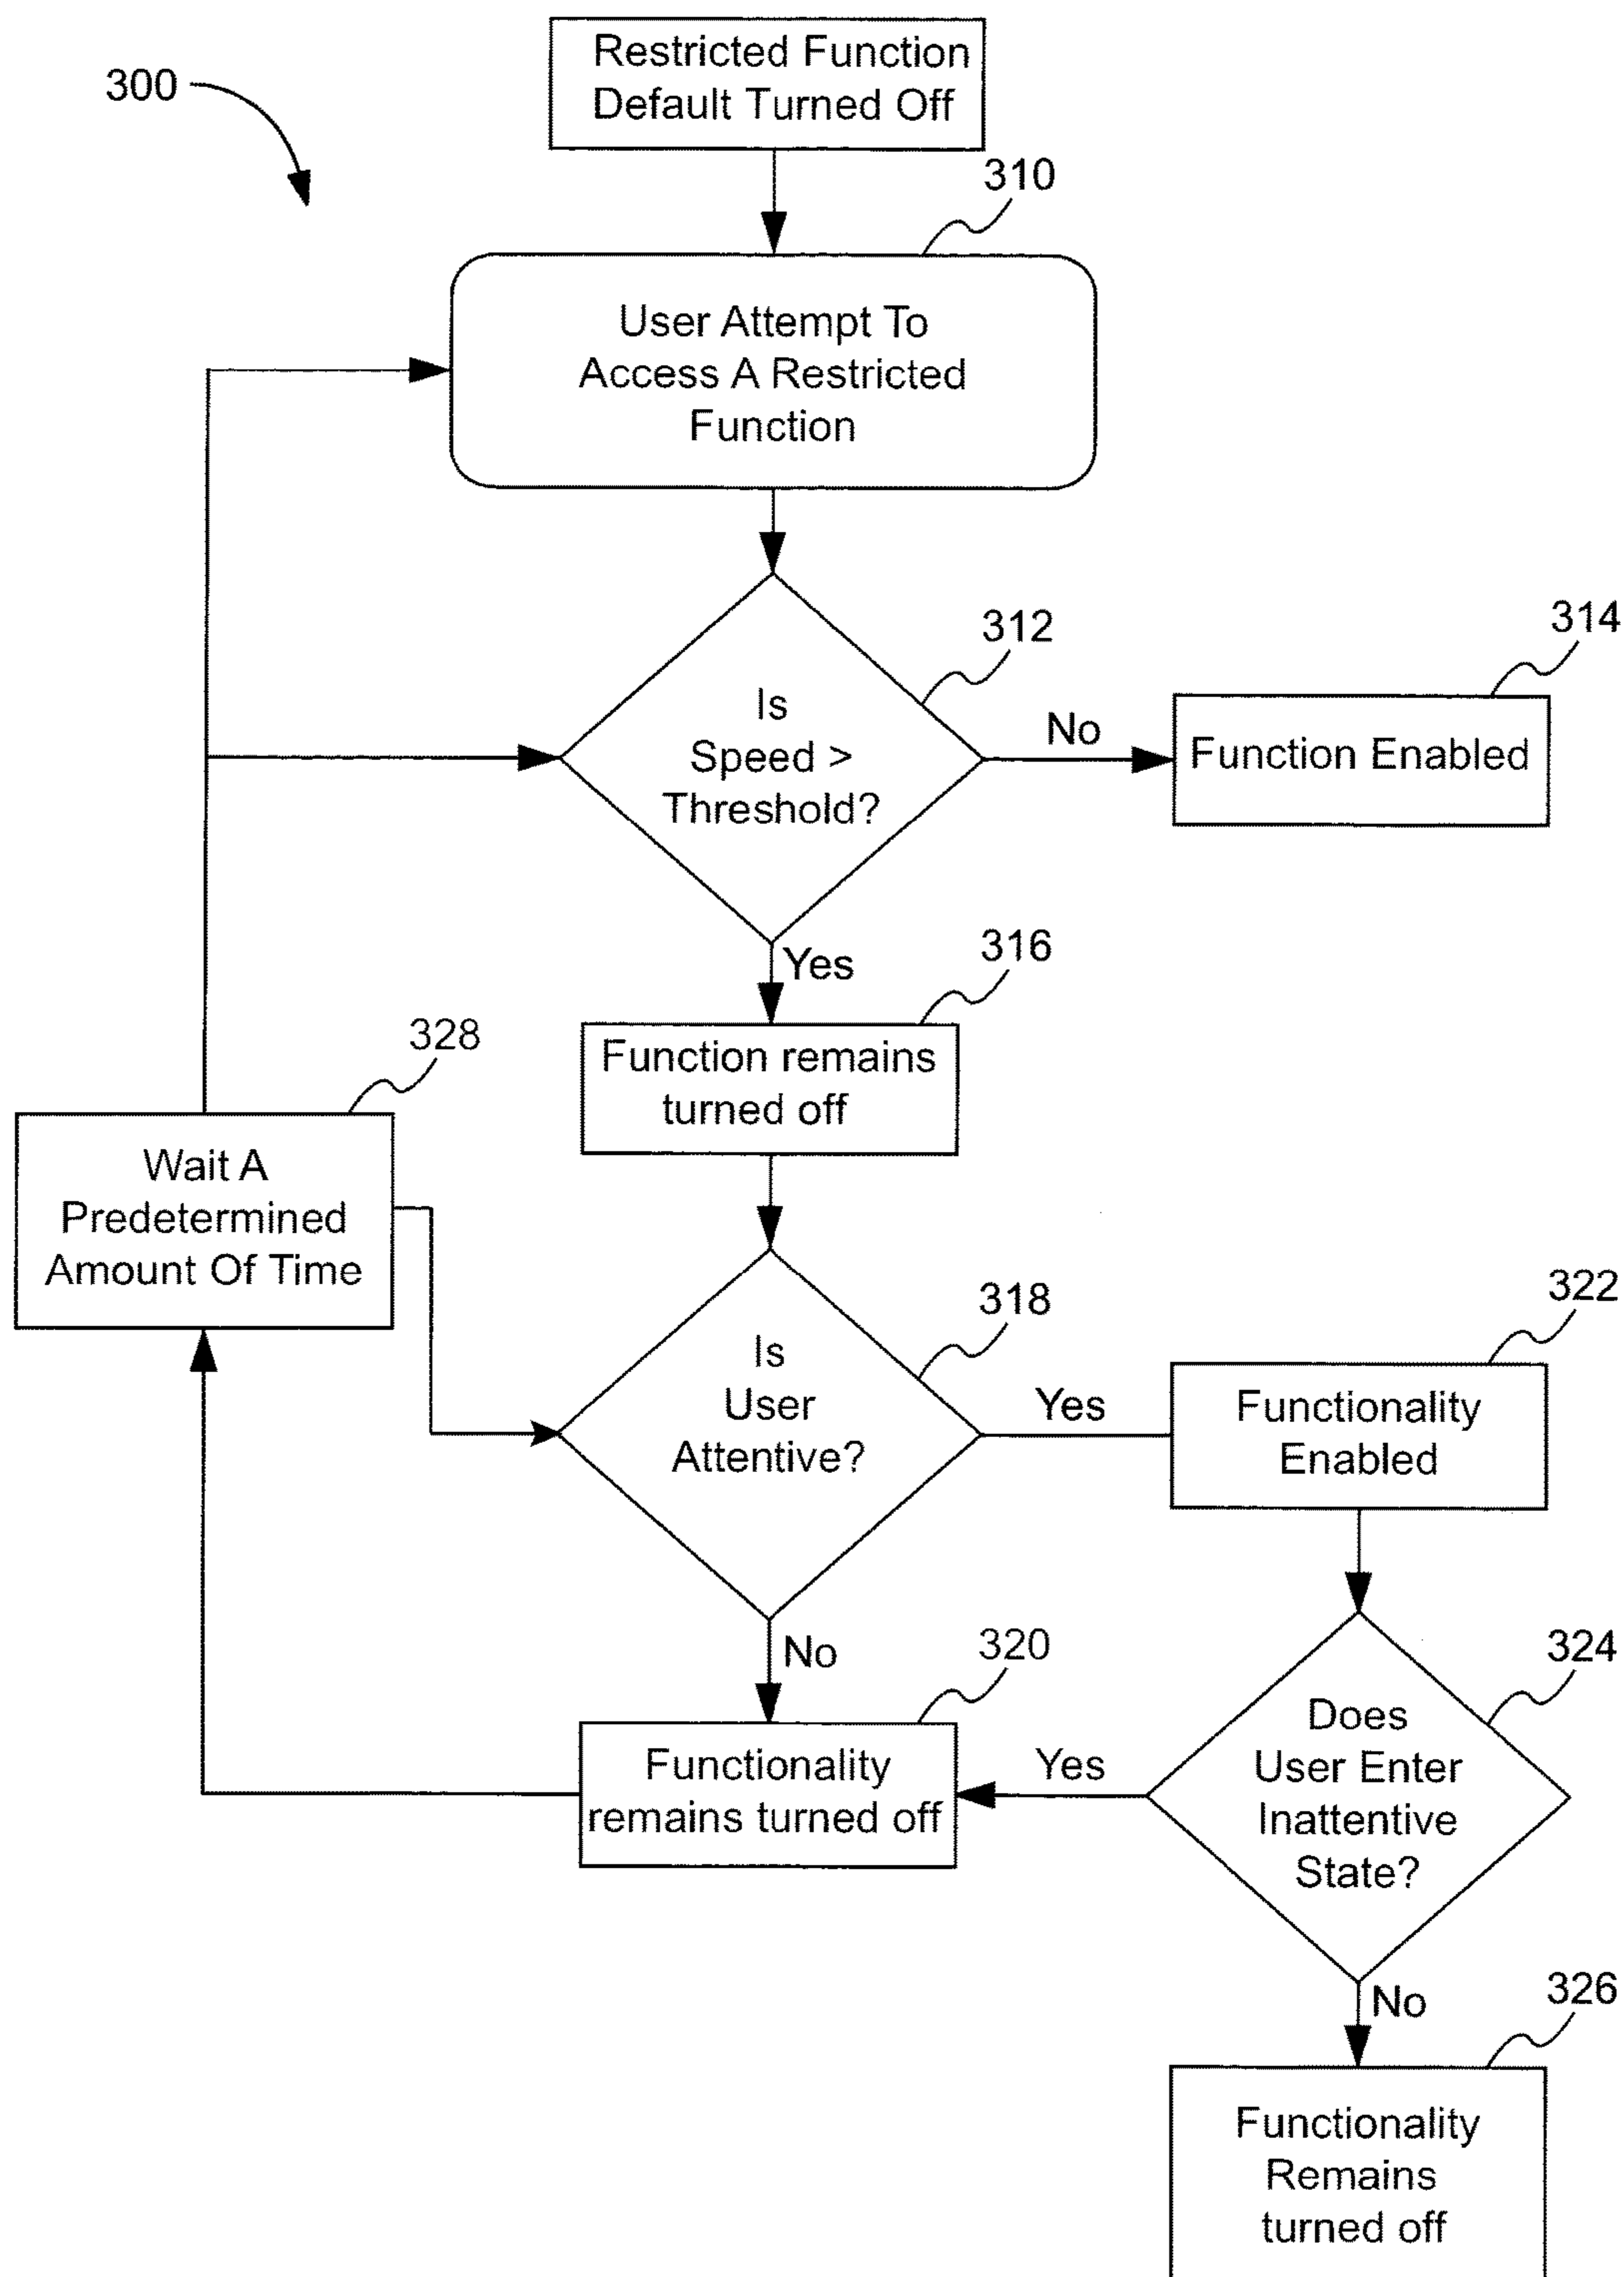 Restricted Function
Default Turned Off
300
310
User Attempt To
Access A Restricted
Function
312
314
Is
Speed >
Threshold?
No
Function Enabled
Yes
316
Function remains
turned off
328
Wait A
Predetermined
Amount Of Time
318
322
Is
User
Attentive?
Yes
Functionality
Enabled
No
320
324
Functionality
remains turned off
Yes
Does
User Enter
Inattentive
State?
No
326
Functionality
Remains
turned off